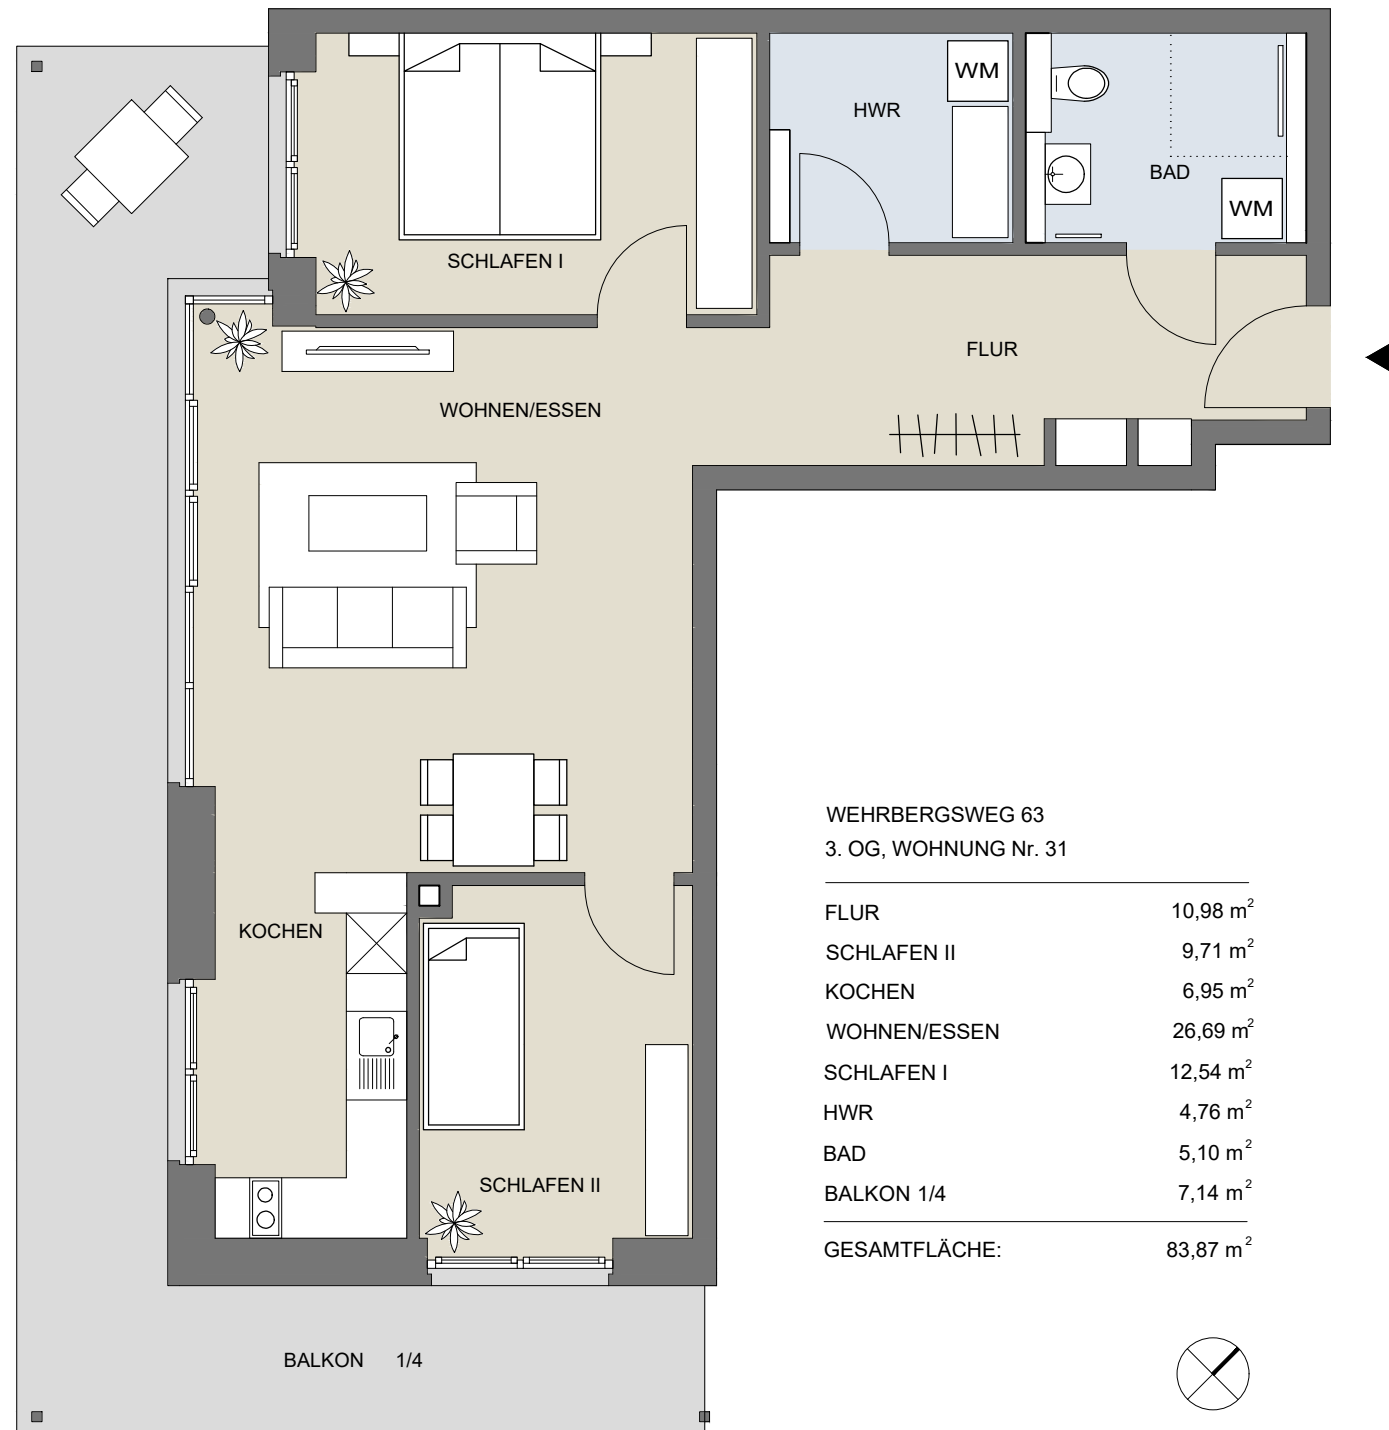 WM
HWR
BAD
WM
SCHLAFEN I
FLUR
WOHNEN/ESSEN
KOCHEN
SCHLAFEN II
BALKON 1/4
WEHRBERGSWEG 63
3. OG, WOHNUNG Nr. 31
FLUR 10,98 m²
SCHLAFEN II 9,71 m²
KOCHEN 6,95 m²
WOHNEN/ESSEN 26,69 m²
SCHLAFEN I 12,54 m²
HWR 4,76 m²
BAD 5,10 m²
BALKON 1/4 7,14 m²
GESAMTFLÄCHE: 83,87 m²